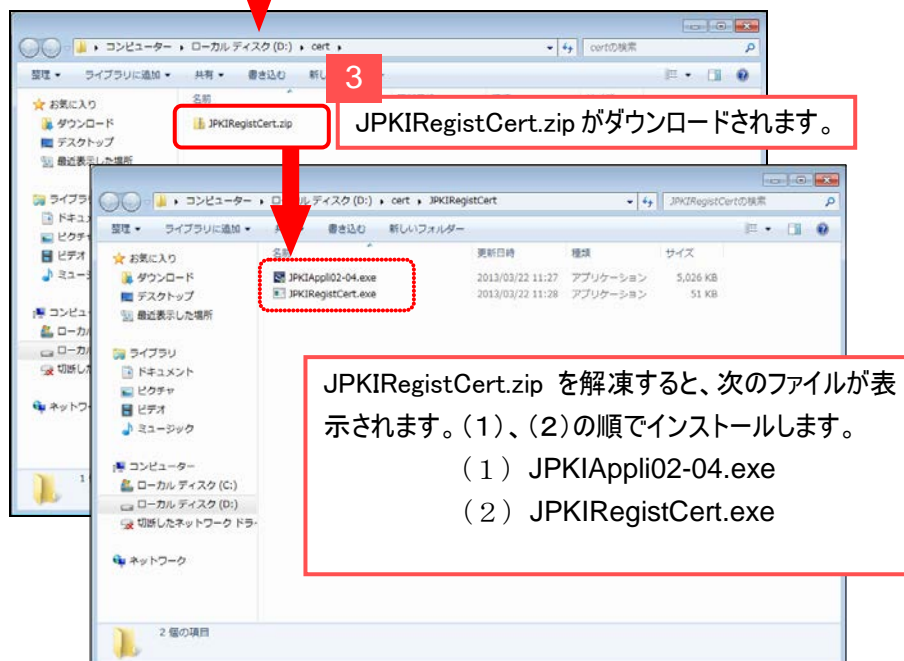 コンピューター ▸ ローカル ディスク (D:) ▸ cert ▸
certの検索
整理 ▾ ライブラリに追加 ▾ 共有 ▾ 書き込む
3
お気に入り
ダウンロード
デスクトップ
名前
JPKIRegistCert.zip
JPKIRegistCert.zip がダウンロードされます。
コンピューター ▸ ▸ cert ▸ JPKIRegistCert
JPKIRegistCertの検索
整理 ▾ ライブラリに追加 ▾ 書き込む 新しいフォルダー
お気に入り
ダウンロード
デスクトップ
最近表示した場所
ライブラリ
ドキュメント
ピクチャ
ビデオ
ミュージック
コンピューター
ローカル ディスク (C:)
ローカル ディスク (D:)
切断したネットワーク ドラ
ネットワーク
名前 更新日時 種類 サイズ
JPKIAppli02-04.exe 2013/03/22 11:27 アプリケーション 5,026 KB
JPKIRegistCert.exe 2013/03/22 11:28 アプリケーション 51 KB
JPKIRegistCert.zip を解凍すると、次のファイルが表
示されます。（１）、（２）の順でインストールします。
（１）JPKIAppli02-04.exe
（２）JPKIRegistCert.exe
2 個の項目